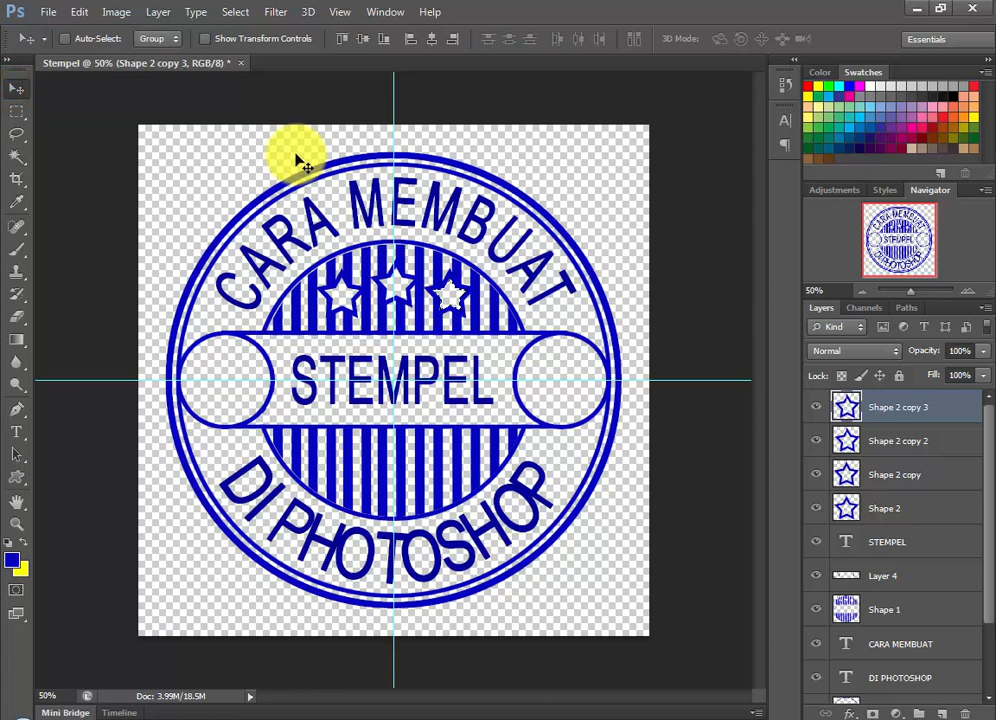 Ps File Edit Image Layer Type Select Filter 3D View Window Help
Auto-Select: Group Show Transform Controls 3D Mode: Essentials
Stempel @ 50% (Shape 2 copy 3, RGB/8) * ×
Color Swatches
Adjustments Styles Navigator
50%
Layers Channels Paths
Kind
Normal Opacity: 100%
Lock: Fill: 100%
Shape 2 copy 3
Shape 2 copy 2
Shape 2 copy
Shape 2
T STEMPEL
Layer 4
Shape 1
T CARA MEMBUAT
T DI PHOTOSHOP
CARA MEMBUAT
STEMPEL
DI PHOTOSHOP
50% Doc: 3.99M/18.5M
Mini Bridge Timeline